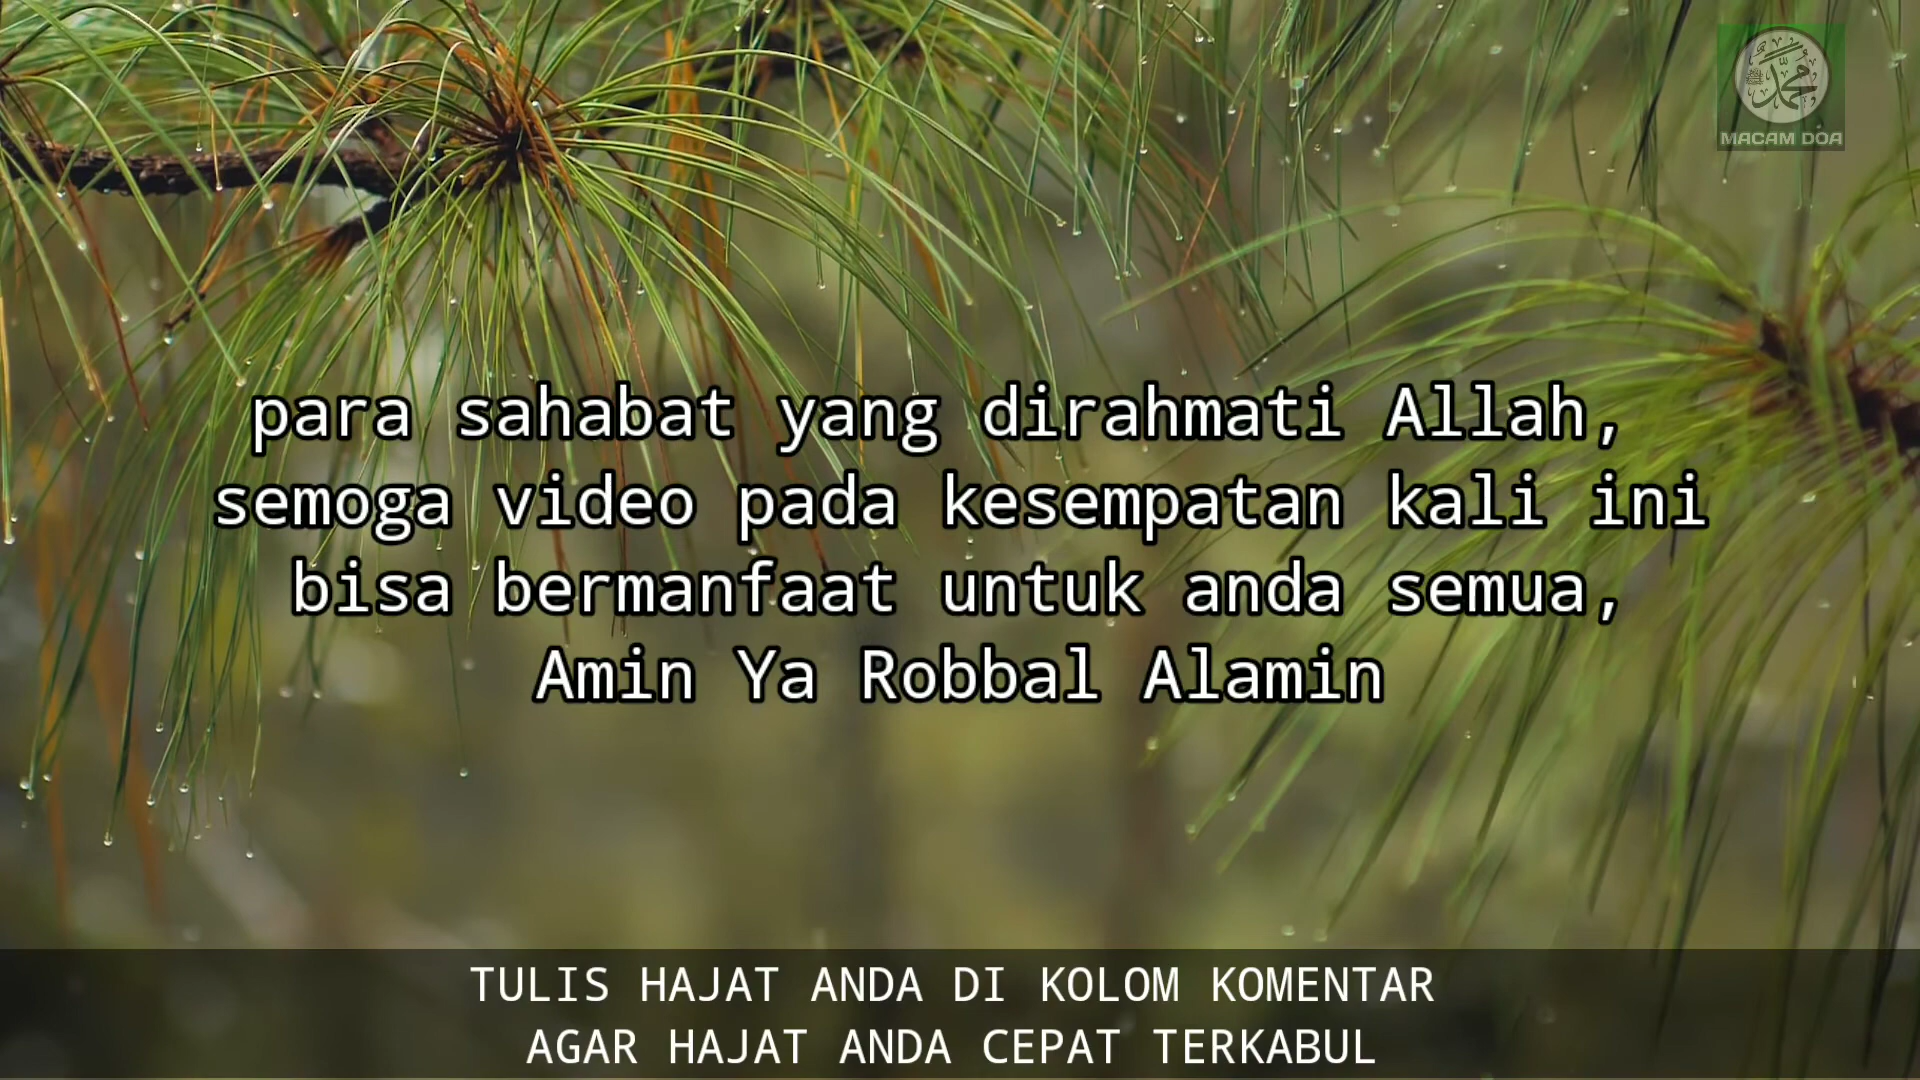 محمد
MACAM DOA
para sahabat yang dirahmati Allah,
semoga video pada kesempatan kali ini
bisa bermanfaat untuk anda semua,
Amin Ya Robbal Alamin
TULIS HAJAT ANDA DI KOLOM KOMENTAR
AGAR HAJAT ANDA CEPAT TERKABUL